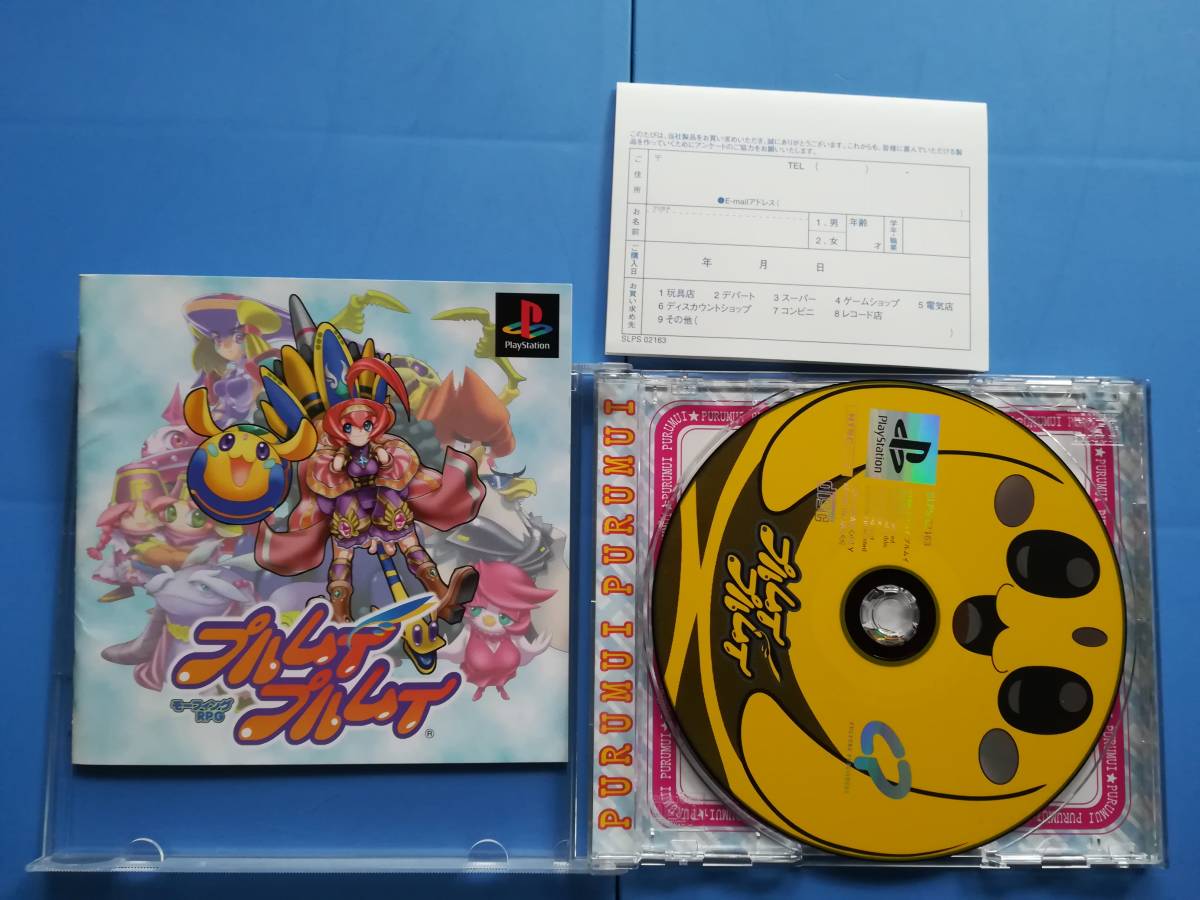 このたびは、当社製品をお買い求めいただき、誠にありがとうございます。これからも、皆様に喜んでいただける製
品を作っていくためにアンケートのご協力をお願いいたします。
ご住所
〒
TEL ( ) -
●E-mailアドレス( )
お名前
フリガナ
1.男
2.女
年齢
才
学年・職業
ご購入日
年 月 日
お買い求め先
1 玩具店 2 デパート 3 スーパー 4 ゲームショップ 5 電気店
6 ディスカウントショップ 7 コンビニ 8 レコード店
9 その他( )
SLPS 02163
PlayStation
プルムイ
プルムイ
モーフィング
RPG
®
PURUMUI PURUMUI
PURUMUI★PURUMUI
PlayStation
プルムイ
プルムイ